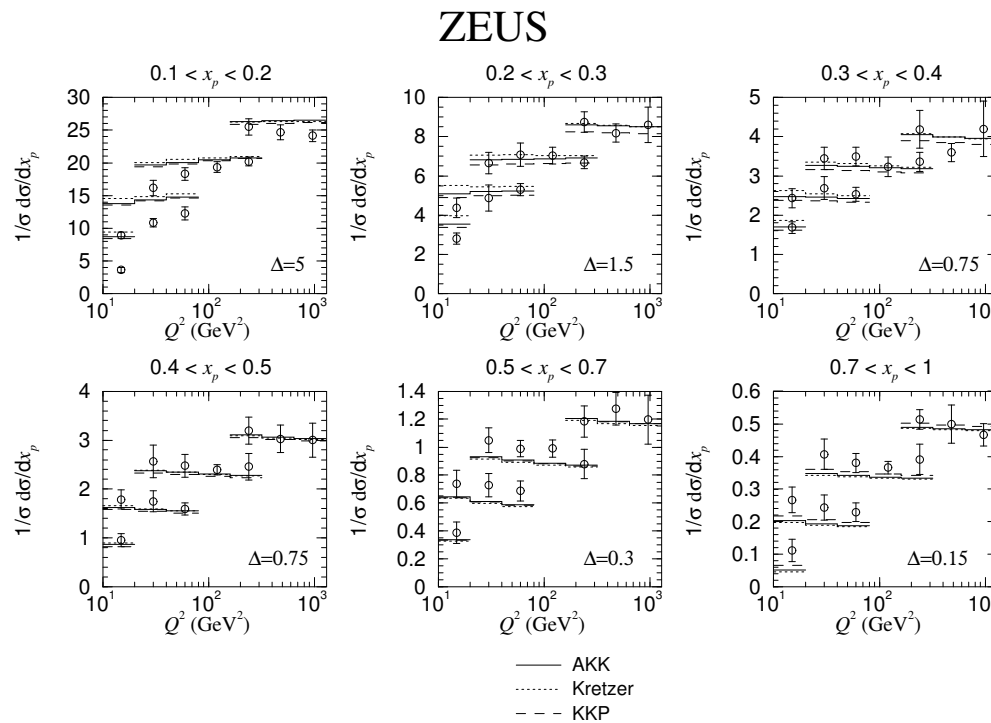 ZEUS
0.1 < x_p < 0.2
0.2 < x_p < 0.3
0.3 < x_p < 0.4
1/σ dσ/dx_p
30
25
20
15
10
5
0
Δ=5
10^1
10^2
10^3
Q^2 (GeV^2)
1/σ dσ/dx_p
10
8
6
4
2
0
Δ=1.5
10^1
10^2
10^3
Q^2 (GeV^2)
1/σ dσ/dx_p
5
4
3
2
1
0
Δ=0.75
10^1
10^2
10^3
Q^2 (GeV^2)
0.4 < x_p < 0.5
0.5 < x_p < 0.7
0.7 < x_p < 1
1/σ dσ/dx_p
4
3
2
1
0
Δ=0.75
10^1
10^2
10^3
Q^2 (GeV^2)
1/σ dσ/dx_p
1.4
1.2
1
0.8
0.6
0.4
0.2
0
Δ=0.3
10^1
10^2
10^3
Q^2 (GeV^2)
1/σ dσ/dx_p
0.6
0.5
0.4
0.3
0.2
0.1
0
Δ=0.15
10^1
10^2
10^3
Q^2 (GeV^2)
AKK
Kretzer
KKP